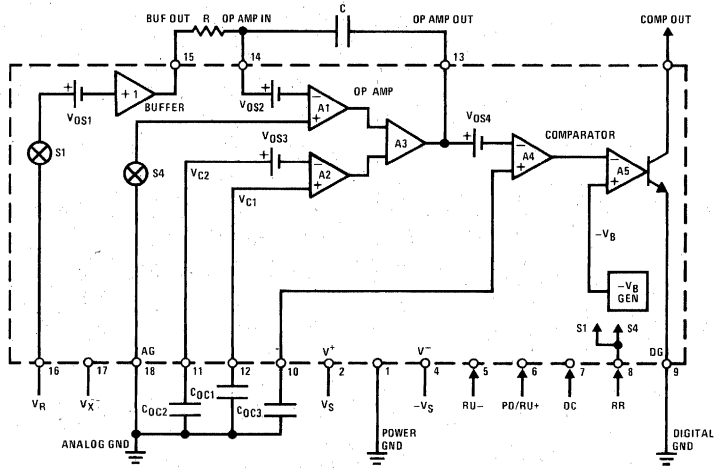 BUF OUT R OP AMP IN C OP AMP OUT COMP OUT
15 14 13
+ + 1 + - OP AMP
VOS1 BUFFER VOS2 A1 VOS4
+ VOS3 + COMPARATOR
S1 S4 + - A3 - A4 - A5
VC2 A2 + +
VC1 +
-VB
-VB
GEN
S1 S4
AG V+ V- DG
16 17 18 11 12 10 2 1 4 5 6 7 8 9
VR VX- COC2 COC1 COC3 VS -VS RU- PD/RU+ OC RR
ANALOG GND POWER
GND DIGITAL
GND